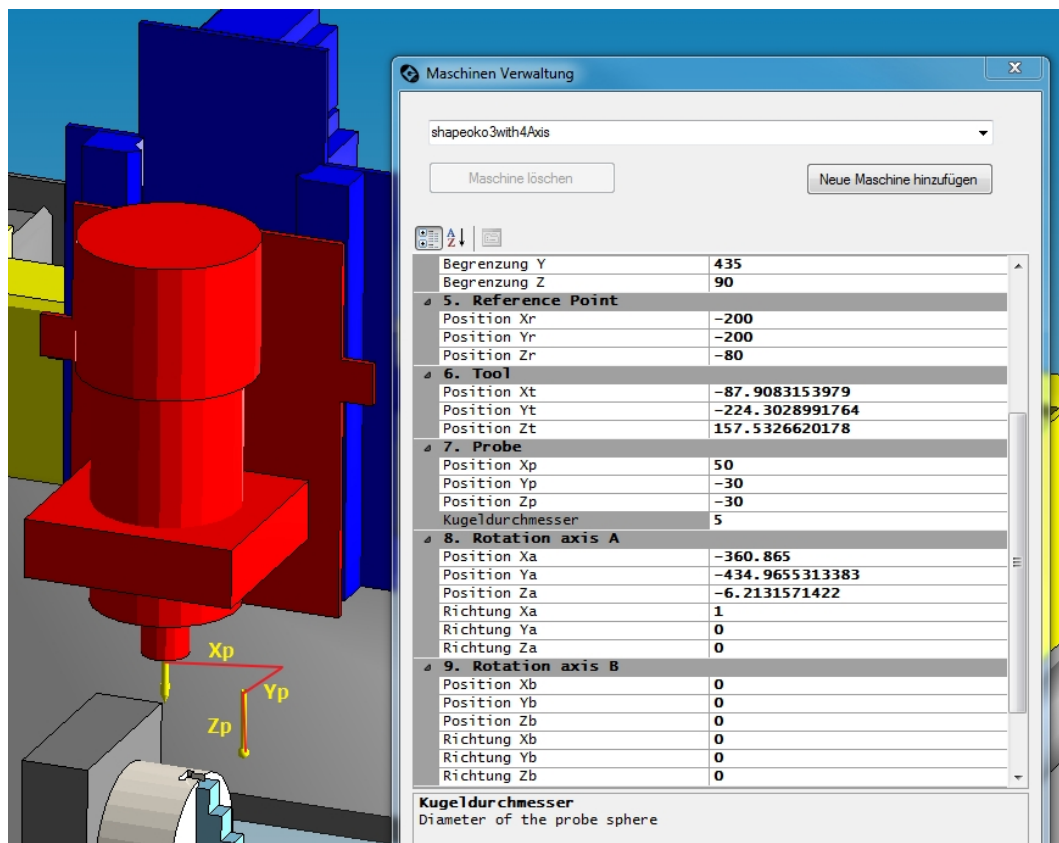 Maschinen Verwaltung
shapeoko3with4Axis
Maschine löschen
Neue Maschine hinzufügen
Begrenzung Y 435
Begrenzung Z 90
5. Reference Point
Position Xr -200
Position Yr -200
Position Zr -80
6. Tool
Position Xt -87.9083153979
Position Yt -224.3028991764
Position Zt 157.5326620178
7. Probe
Position Xp 50
Position Yp -30
Position Zp -30
Kugeldurchmesser 5
8. Rotation axis A
Position Xa -360.865
Position Ya -434.9655313383
Position Za -6.2131571422
Richtung Xa 1
Richtung Ya 0
Richtung Za 0
9. Rotation axis B
Position Xb 0
Position Yb 0
Position Zb 0
Richtung Xb 0
Richtung Yb 0
Richtung Zb 0
Kugeldurchmesser
Diameter of the probe sphere
Xp
Yp
Zp